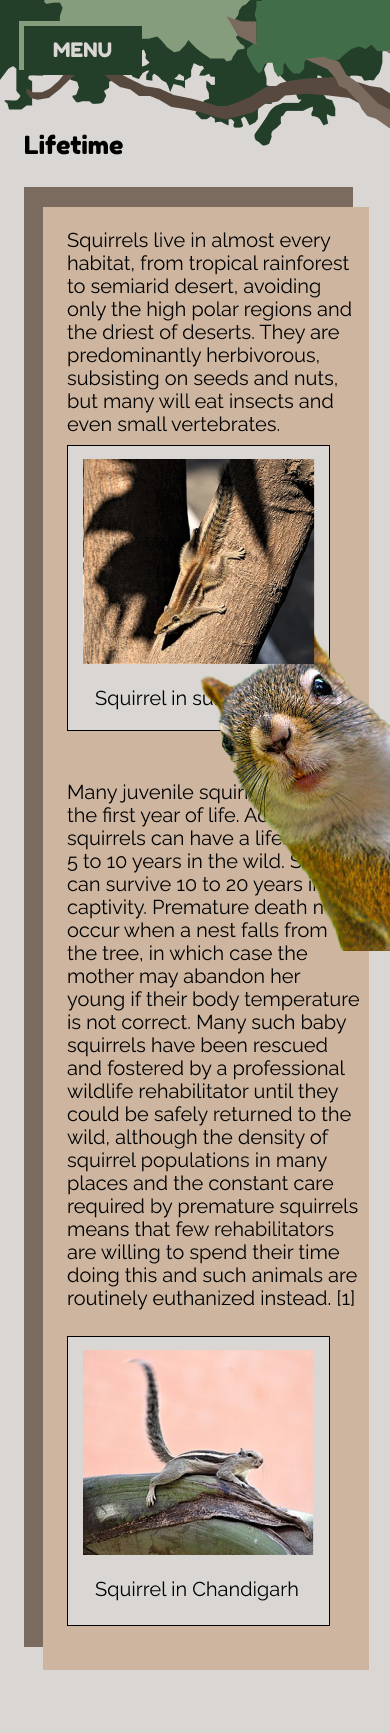 MENU
Lifetime
Squirrels live in almost every
habitat, from tropical rainforest
to semiarid desert, avoiding
only the high polar regions and
the driest of deserts. They are
predominantly herbivorous,
subsisting on seeds and nuts,
but many will eat insects and
even small vertebrates.
Squirrel in
Many juvenile
the first year of life.
squirrels can have a
5 to 10 years in the wild.
can survive 10 to 20 years
captivity. Premature death
occur when a nest falls from
the tree, in which case the
mother may abandon her
young if their body temperature
is not correct. Many such baby
squirrels have been rescued
and fostered by a professional
wildlife rehabilitator until they
could be safely returned to the
wild, although the density of
squirrel populations in many
places and the constant care
required by premature squirrels
means that few rehabilitators
are willing to spend their time
doing this and such animals are
routinely euthanized instead. [1]
Squirrel in Chandigarh